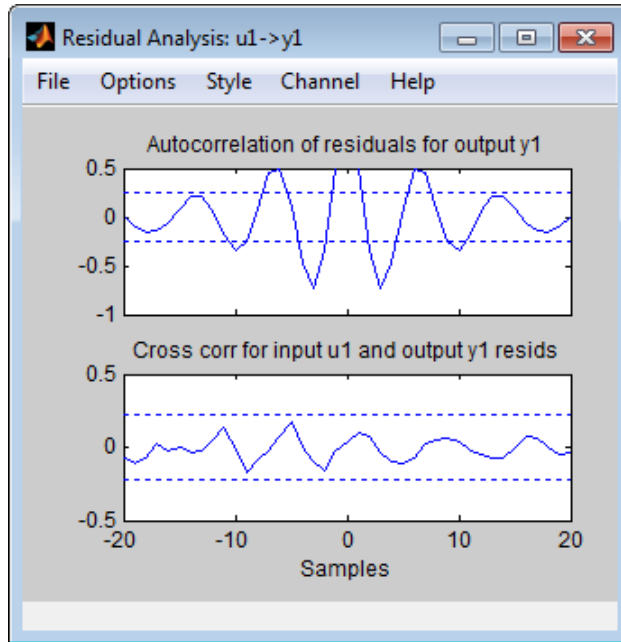 Residual Analysis: u1->y1
File Options Style Channel Help
Autocorrelation of residuals for output y1
0.5
0
-0.5
-1
Cross corr for input u1 and output y1 resids
0.5
0
-0.5
-20 -10 0 10 20
Samples